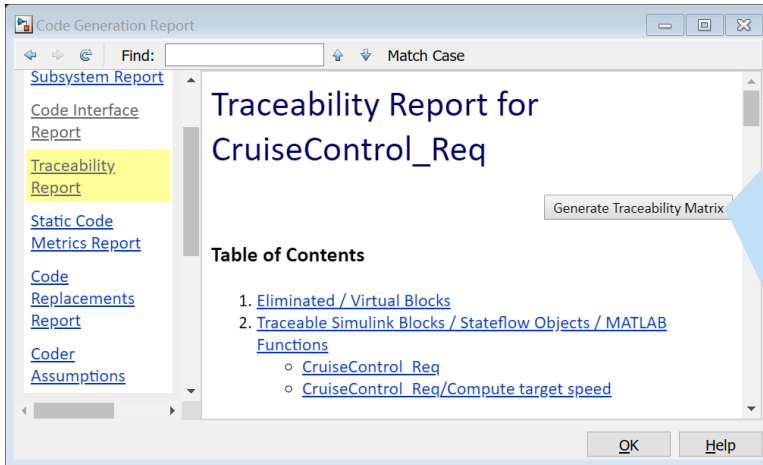 Code Generation Report
Find:
Match Case
Subsystem Report
Code Interface
Report
Traceability
Report
Static Code
Metrics Report
Code
Replacements
Report
Coder
Assumptions
Traceability Report for
CruiseControl_Req
Generate Traceability Matrix
Table of Contents
1. Eliminated / Virtual Blocks
2. Traceable Simulink Blocks / Stateflow Objects / MATLAB
Functions
○ CruiseControl_Req
○ CruiseControl_Req/Compute target speed
OK
Help